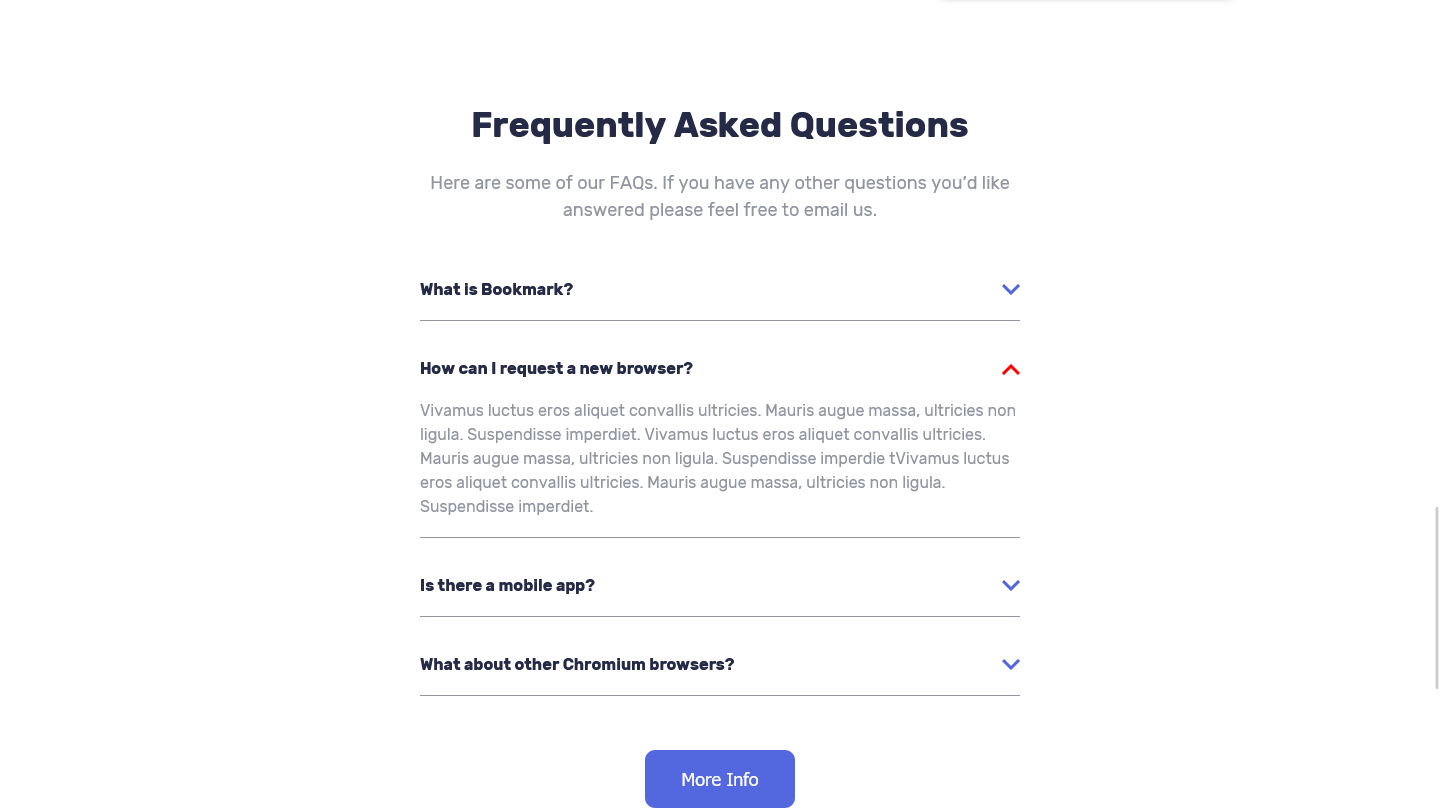 Frequently Asked Questions
Here are some of our FAQs. If you have any other questions you’d like
answered please feel free to email us.
What is Bookmark?
How can I request a new browser?
Vivamus luctus eros aliquet convallis ultricies. Mauris augue massa, ultricies non
ligula. Suspendisse imperdiet. Vivamus luctus eros aliquet convallis ultricies.
Mauris augue massa, ultricies non ligula. Suspendisse imperdie tVivamus luctus
eros aliquet convallis ultricies. Mauris augue massa, ultricies non ligula.
Suspendisse imperdiet.
Is there a mobile app?
What about other Chromium browsers?
More Info